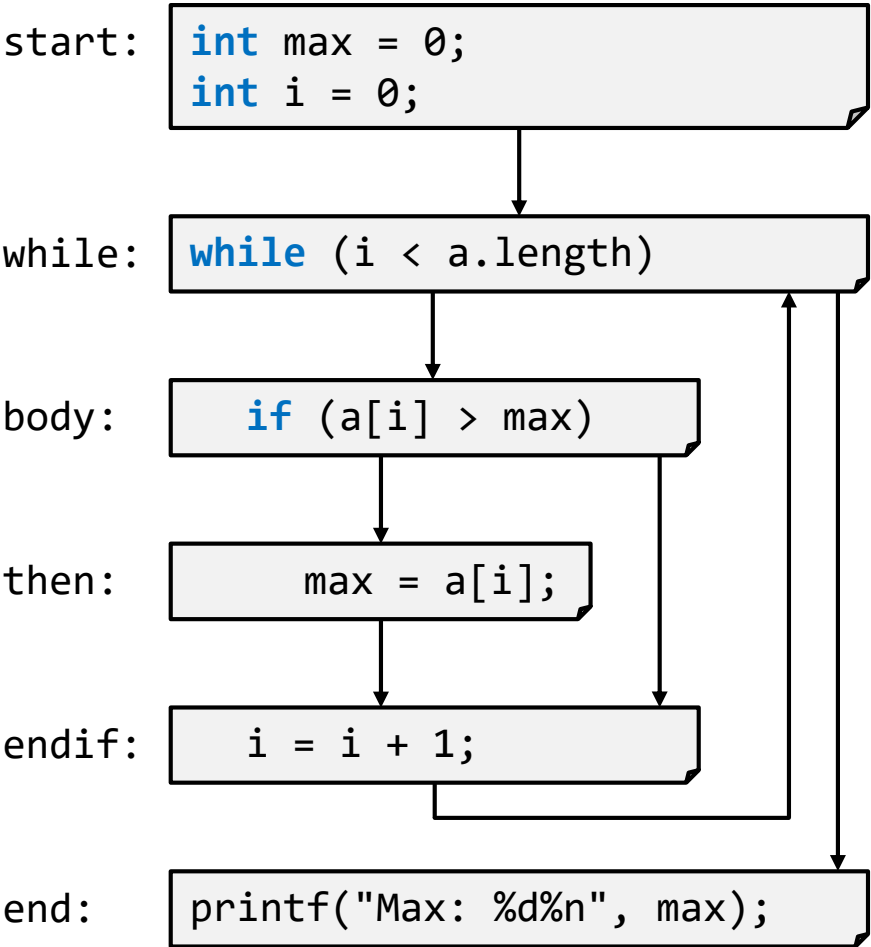 start: int max = 0;
int i = 0;
while: while (i < a.length)
body: if (a[i] > max)
then: max = a[i];
endif: i = i + 1;
end: printf("Max: %d%n", max);